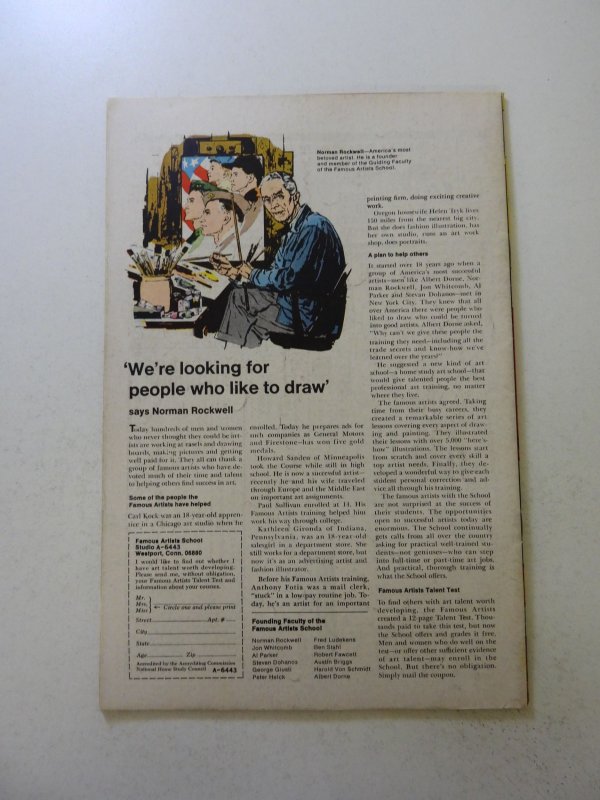 Norman Rockwell—America's most
beloved artist. He is a founder
and member of the Guiding Faculty
of the Famous Artists School.
'We're looking for
people who like to draw'
says Norman Rockwell
Today hundreds of men and women
who never thought they could be art-
ists are working at easels and drawing
boards, making pictures and getting
well paid for it. They all can thank a
group of famous artists who have de-
voted much of their time and talent
to helping others find success in art.
Some of the people the
Famous Artists have helped
Carl Kock was an 18-year-old appren-
tice in a Chicago art studio when he
enrolled. Today he prepares ads for
such companies as General Motors
and Firestone—has won five gold
medals.
Howard Sanden of Minneapolis
took the Course while still in high
school. He is now a successful artist—
recently he and his wife traveled
through Europe and the Middle East
on important art assignments.
Paul Sullivan enrolled at 14. His
Famous Artists training helped him
work his way through college.
Kathleen Gironda of Indiana,
Pennsylvania, was an 18-year-old
salesgirl in a department store. She
still works for a department store, but
now it's as an advertising artist and
fashion illustrator.
Before his Famous Artists training,
Anthony Fotia was a mail clerk,
"stuck" in a low-pay routine job. To-
day, he's an artist for an important
printing firm, doing exciting creative
work.
Oregon housewife Helen Tryk lives
150 miles from the nearest big city.
But she does fashion illustration, has
her own studio, runs an art work
shop, does portraits.
A plan to help others
It started over 18 years ago when a
group of America's most successful
artists—men like Albert Dorne, Nor-
man Rockwell, Jon Whitcomb, Al
Parker and Stevan Dohanos—met in
New York City. They knew that all
over America there were people who
liked to draw who could be turned
into good artists. Albert Dorne asked,
"Why can't we give these people the
training they need—including all the
trade secrets and know-how we've
learned over the years?"
He suggested a new kind of art
school—a home study art school—that
would give talented people the best
professional art training, no matter
where they live.
The famous artists agreed. Taking
time from their busy careers, they
created a remarkable series of art
lessons covering every aspect of draw-
ing and painting. They illustrated
their lessons with over 5,000 "here's-
how" illustrations. The lessons start
from scratch and cover every skill a
top artist needs. Finally, they de-
veloped a wonderful way to give each
student personal correction and ad-
vice all through his training.
The famous artists with the School
are not surprised at the success of
their students. The opportunities
open to successful artists today are
enormous. The School continually
gets calls from all over the country
asking for practical well-trained stu-
dents—not geniuses—who can step
into full-time or part-time art jobs.
And practical, thorough training is
what the School offers.
Famous Artists Talent Test
To find others with art talent worth
developing, the Famous Artists
created a 12-page Talent Test. Thou-
sands paid to take this test, but now
the School offers and grades it free.
Men and women who do well on the
test—or offer other sufficient evidence
of art talent—may enroll in the
School. But there's no obligation.
Simply mail the coupon.
Famous Artists School
Studio A-6443
Westport, Conn. 06880
I would like to find out whether I
have art talent worth developing.
Please send me, without obligation,
your Famous Artists Talent Test and
information about your courses.
Mr.
Mrs.
Miss
Circle one and please print
Street Apt. #
City
State
Age Zip
Accredited by the Accrediting Commission
National Home Study Council A-6443
Founding Faculty of the
Famous Artists School
Norman Rockwell
Jon Whitcomb
Al Parker
Stevan Dohanos
George Giusti
Peter Helck
Fred Ludekens
Ben Stahl
Robert Fawcett
Austin Briggs
Harold Von Schmidt
Albert Dorne